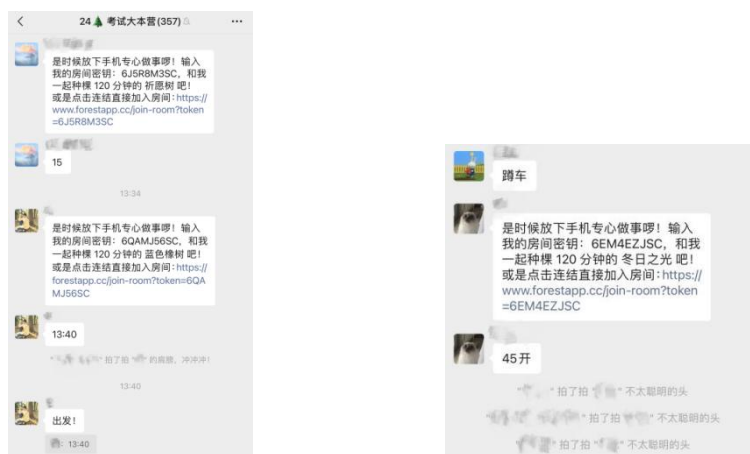 24🌲 考试大本营(357)
是时候放下手机专心做事啰！输入
我的房间密钥：6J5R8M3SC，和我
一起种棵 120 分钟的 祈愿树 吧！
或是点击连结直接加入房间：https://
www.forestapp.cc/join-room?token
=6J5R8M3SC
15
13:34
是时候放下手机专心做事啰！输入
我的房间密钥：6QAMJ56SC，和我
一起种棵 120 分钟的 蓝色橡树 吧！
或是点击连结直接加入房间：https://
forestapp.cc/join-room?token=6QA
MJ56SC
13:40
拍了拍 的肩膀，冲冲冲！
13:40
出发！
: 13:40
蹲车
是时候放下手机专心做事啰！输入
我的房间密钥：6EM4EZJSC，和我
一起种棵 120 分钟的 冬日之光 吧！
或是点击连结直接加入房间：https://
www.forestapp.cc/join-room?token
=6EM4EZJSC
45开
" " 拍了拍 " " 不太聪明的头
" " 拍了拍 " " 不太聪明的头
" " 拍了拍 " " 不太聪明的头